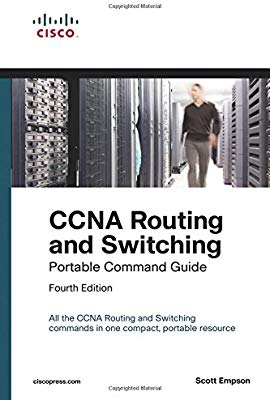 CISCO
CCNA Routing
and Switching
Portable Command Guide
Fourth Edition
All the CCNA Routing and Switching
commands in one compact, portable resource
ciscopress.com
Scott Empson